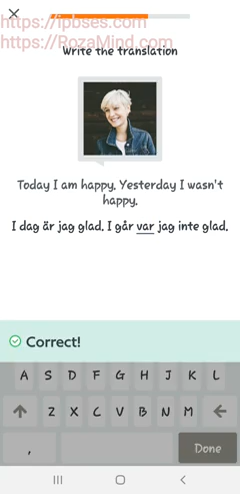 https://ipbses.com
https://RozaMind.com
Write the translation
Today I am happy. Yesterday I wasn't
happy.
I dag är jag glad. I går var jag inte glad.
Correct!
A S D F G H J K L
Z X C V B N M
, Done